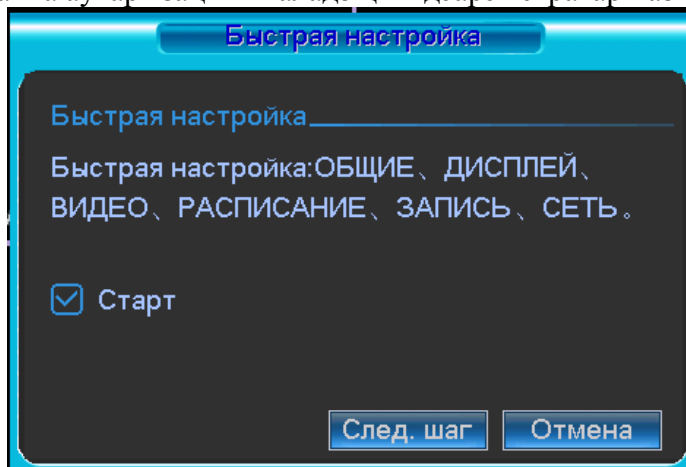 Быстрая настройка
Быстрая настройка
Быстрая настройка:ОБЩИЕ、ДИСПЛЕЙ、
ВИДЕО、РАСПИСАНИЕ、ЗАПИСЬ、СЕТЬ。
Старт
След. шаг Отмена